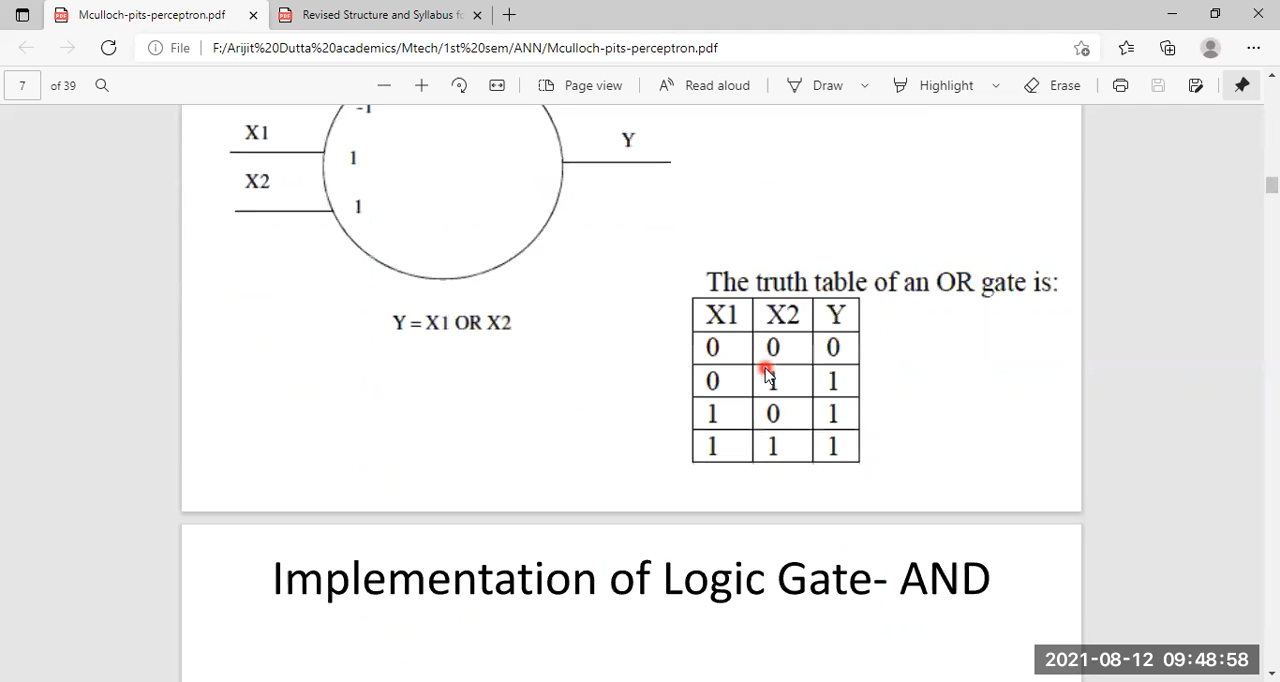 Mculloch-pits-perceptron.pdf
Revised Structure and Syllabus fo
File F:/Arijit%20Dutta%20academics/Mtech/1st%20sem/ANN/Mculloch-pits-perceptron.pdf
7 of 39 Page view Read aloud Draw Highlight Erase
-1
X1 1 Y
X2 1
Y = X1 OR X2
The truth table of an OR gate is:
X1 X2 Y
0 0 0
0 1 1
1 0 1
1 1 1
Implementation of Logic Gate- AND
2021-08-12 09:48:58